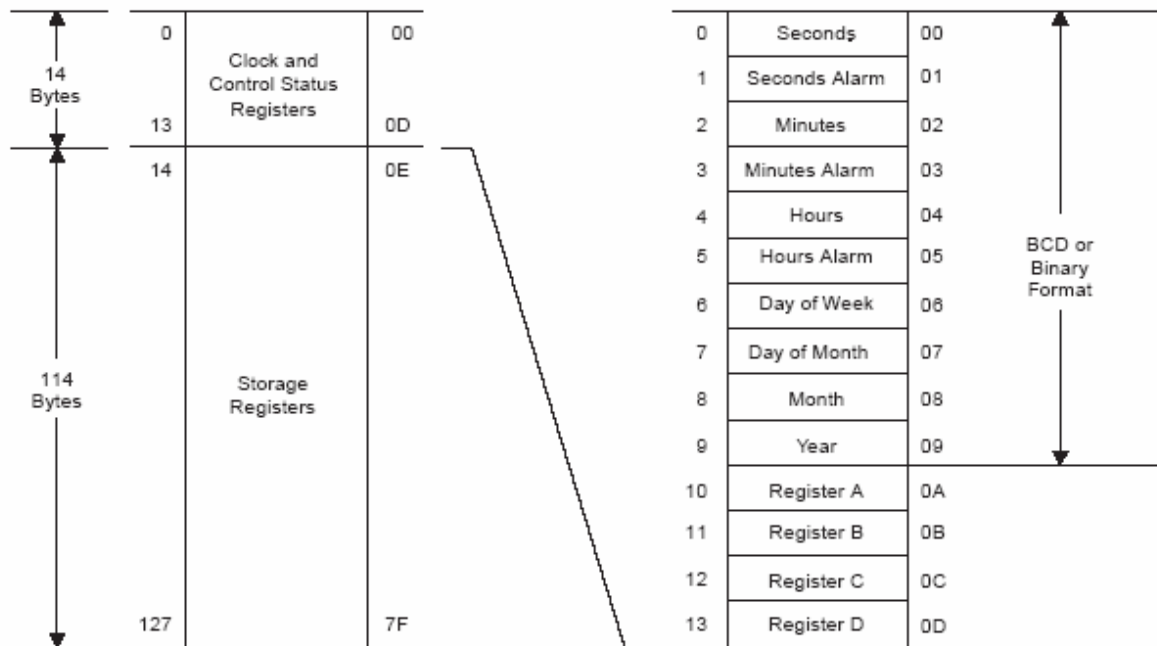 14
Bytes
0
00
Clock and
Control Status
Registers
13
0D
114
Bytes
14
0E
Storage
Registers
127
7F
0 Seconds 00
1 Seconds Alarm 01
2 Minutes 02
3 Minutes Alarm 03
4 Hours 04
5 Hours Alarm 05
6 Day of Week 06
7 Day of Month 07
8 Month 08
9 Year 09
10 Register A 0A
11 Register B 0B
12 Register C 0C
13 Register D 0D
BCD or
Binary
Format